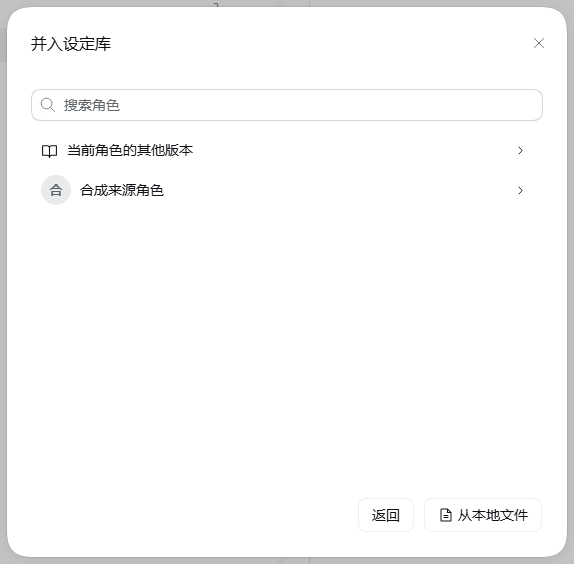 并入设定库
搜索角色
当前角色的其他版本
合 合成来源角色
返回 从本地文件